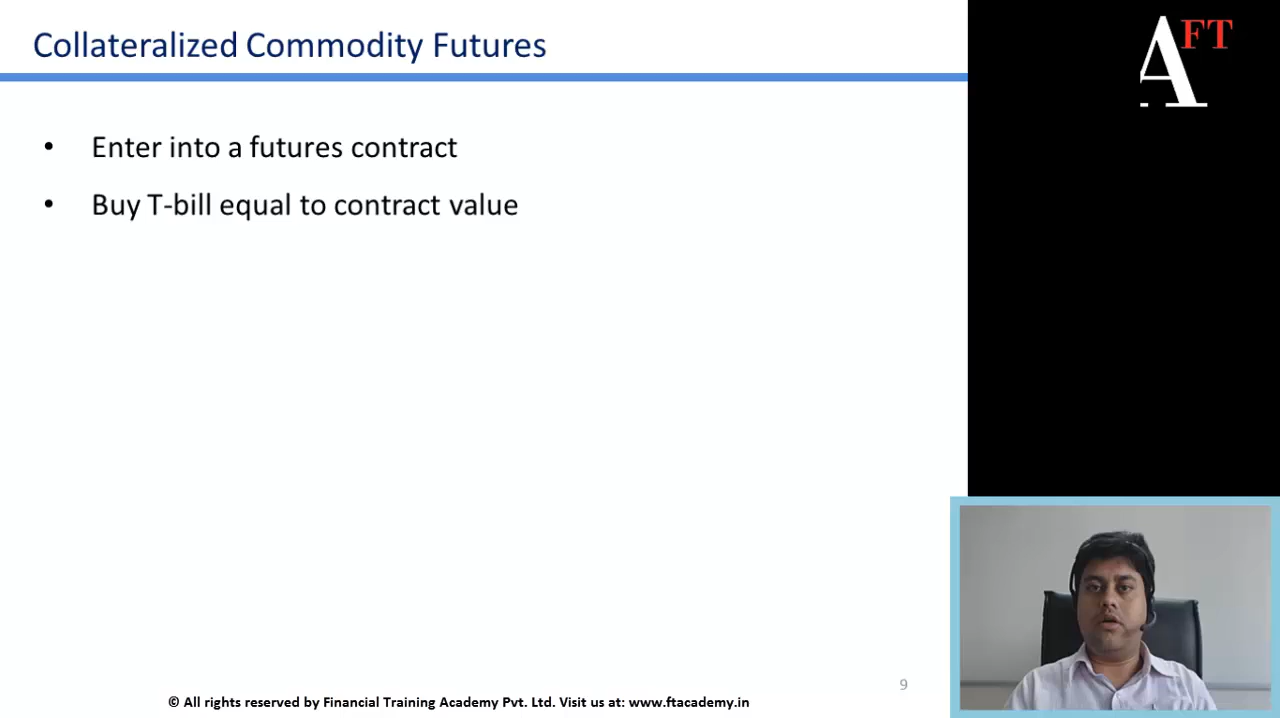 Collateralized Commodity Futures
A FT
• Enter into a futures contract
• Buy T-bill equal to contract value
9
© All rights reserved by Financial Training Academy Pvt. Ltd. Visit us at: www.ftacademy.in